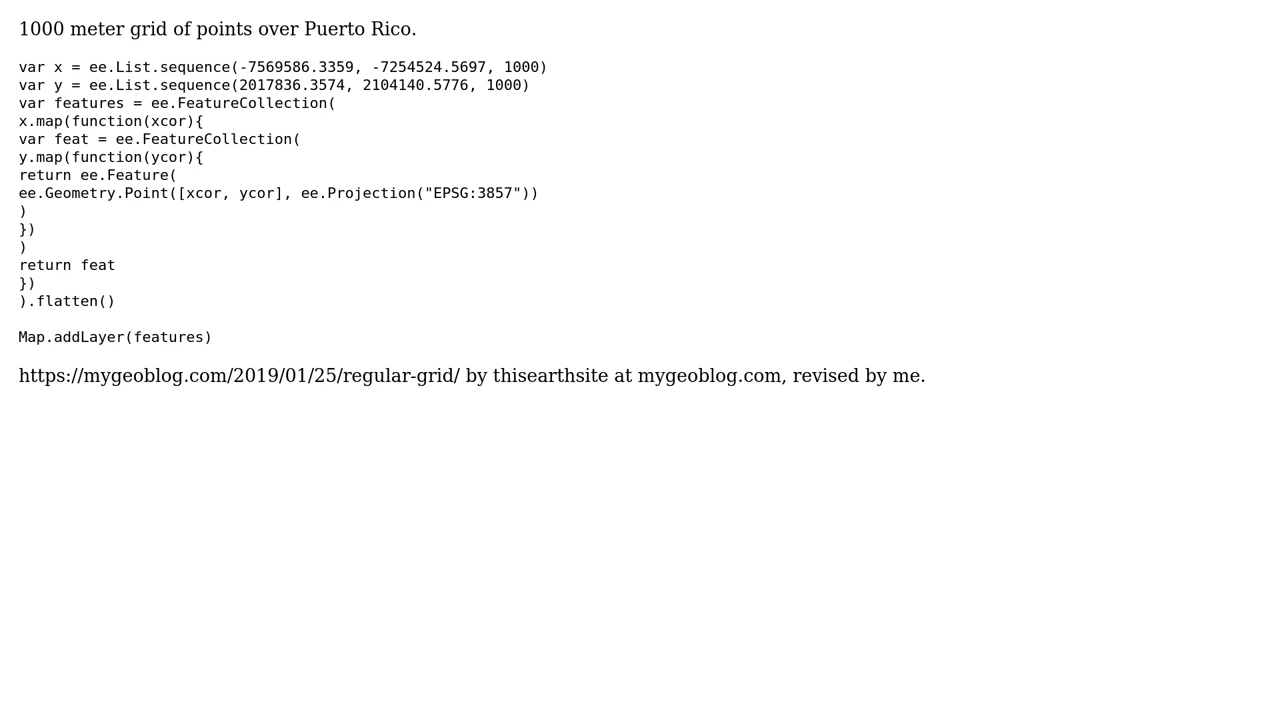 1000 meter grid of points over Puerto Rico.
var x = ee.List.sequence(-7569586.3359, -7254524.5697, 1000)
var y = ee.List.sequence(2017836.3574, 2104140.5776, 1000)
var features = ee.FeatureCollection(
x.map(function(xcor){
var feat = ee.FeatureCollection(
y.map(function(ycor){
return ee.Feature(
ee.Geometry.Point([xcor, ycor], ee.Projection("EPSG:3857"))
)
})
)
return feat
})
).flatten()
Map.addLayer(features)
https://mygeoblog.com/2019/01/25/regular-grid/ by thisearthsite at mygeoblog.com, revised by me.